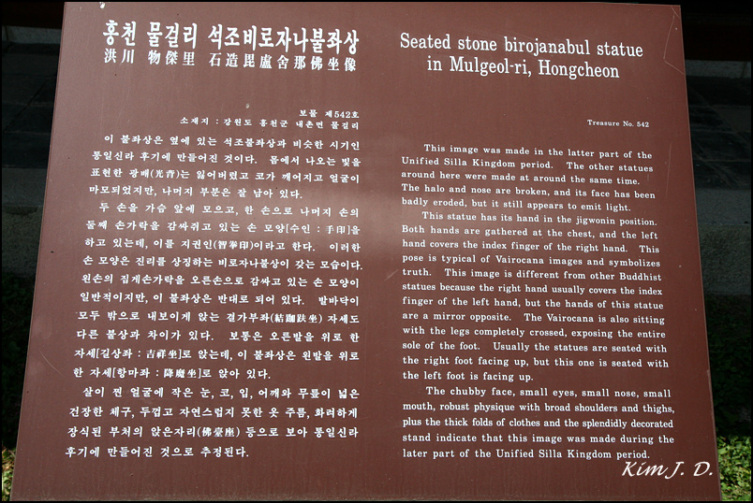 홍천 물걸리 석조비로자나불좌상
洪川 物傑里 石造毘盧舍那佛坐像
보물 제542호
소재지 : 강원도 홍천군 내촌면 물걸리
이 불좌상은 옆에 있는 석조불좌상과 비슷한 시기인
통일신라 후기에 만들어진 것이다. 몸에서 나오는 빛을
표현한 광배(光背)는 잃어버렸고 코가 깨어지고 얼굴이
마모되었지만, 나머지 부분은 잘 남아 있다.
두 손을 가슴 앞에 모으고, 한 손으로 나머지 손의
둘째 손가락을 감싸쥐고 있는 손 모양[수인 : 手印]을
하고 있는데, 이를 지권인(智拳印)이라고 한다. 이러한
손 모양은 진리를 상징하는 비로자나불상이 갖는 모습이다.
왼손의 집게손가락을 오른손으로 감싸고 있는 손 모양이
일반적이지만, 이 불좌상은 반대로 되어 있다. 발바닥이
모두 밖으로 내보이게 앉는 결가부좌(結跏趺坐) 자세도
다른 불상과 차이가 있다. 보통은 오른발을 위로 한
자세[길상좌 : 吉祥坐]로 앉는데, 이 불좌상은 왼발을 위로
한 자세[항마좌 : 降魔坐]로 앉아 있다.
살이 찐 얼굴에 작은 눈, 코, 입, 어깨와 무릎이 넓은
건장한 체구, 두껍고 자연스럽지 못한 옷 주름, 화려하게
장식된 부처의 앉은자리(佛臺座) 등으로 보아 통일신라
후기에 만들어진 것으로 추정된다.
Seated stone birojanabul statue
in Mulgeol-ri, Hongcheon
Treasure No. 542
This image was made in the latter part of the
Unified Silla Kingdom period. The other statues
around here were made at around the same time.
The halo and nose are broken, and its face has been
badly eroded, but it still appears to emit light.
This statue has its hand in the jigwonin position.
Both hands are gathered at the chest, and the left
hand covers the index finger of the right hand. This
pose is typical of Vairocana images and symbolizes
truth. This image is different from other Buddhist
statues because the right hand usually covers the index
finger of the left hand, but the hands of this statue
are a mirror opposite. The Vairocana is also sitting
with the legs completely crossed, exposing the entire
sole of the foot. Usually the statues are seated with
the right foot facing up, but this one is seated with
the left foot is facing up.
The chubby face, small eyes, small nose, small
mouth, robust physique with broad shoulders and thighs,
plus the thick folds of clothes and the splendidly decorated
stand indicate that this image was made during the
later part of the Unified Silla Kingdom period.
Kim J. D.